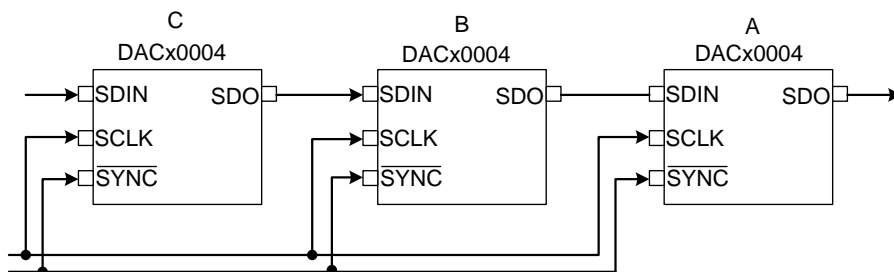 C
DACx0004
SDIN
SDO
SCLK
SYNC
B
DACx0004
SDIN
SDO
SCLK
SYNC
A
DACx0004
SDIN
SDO
SCLK
SYNC